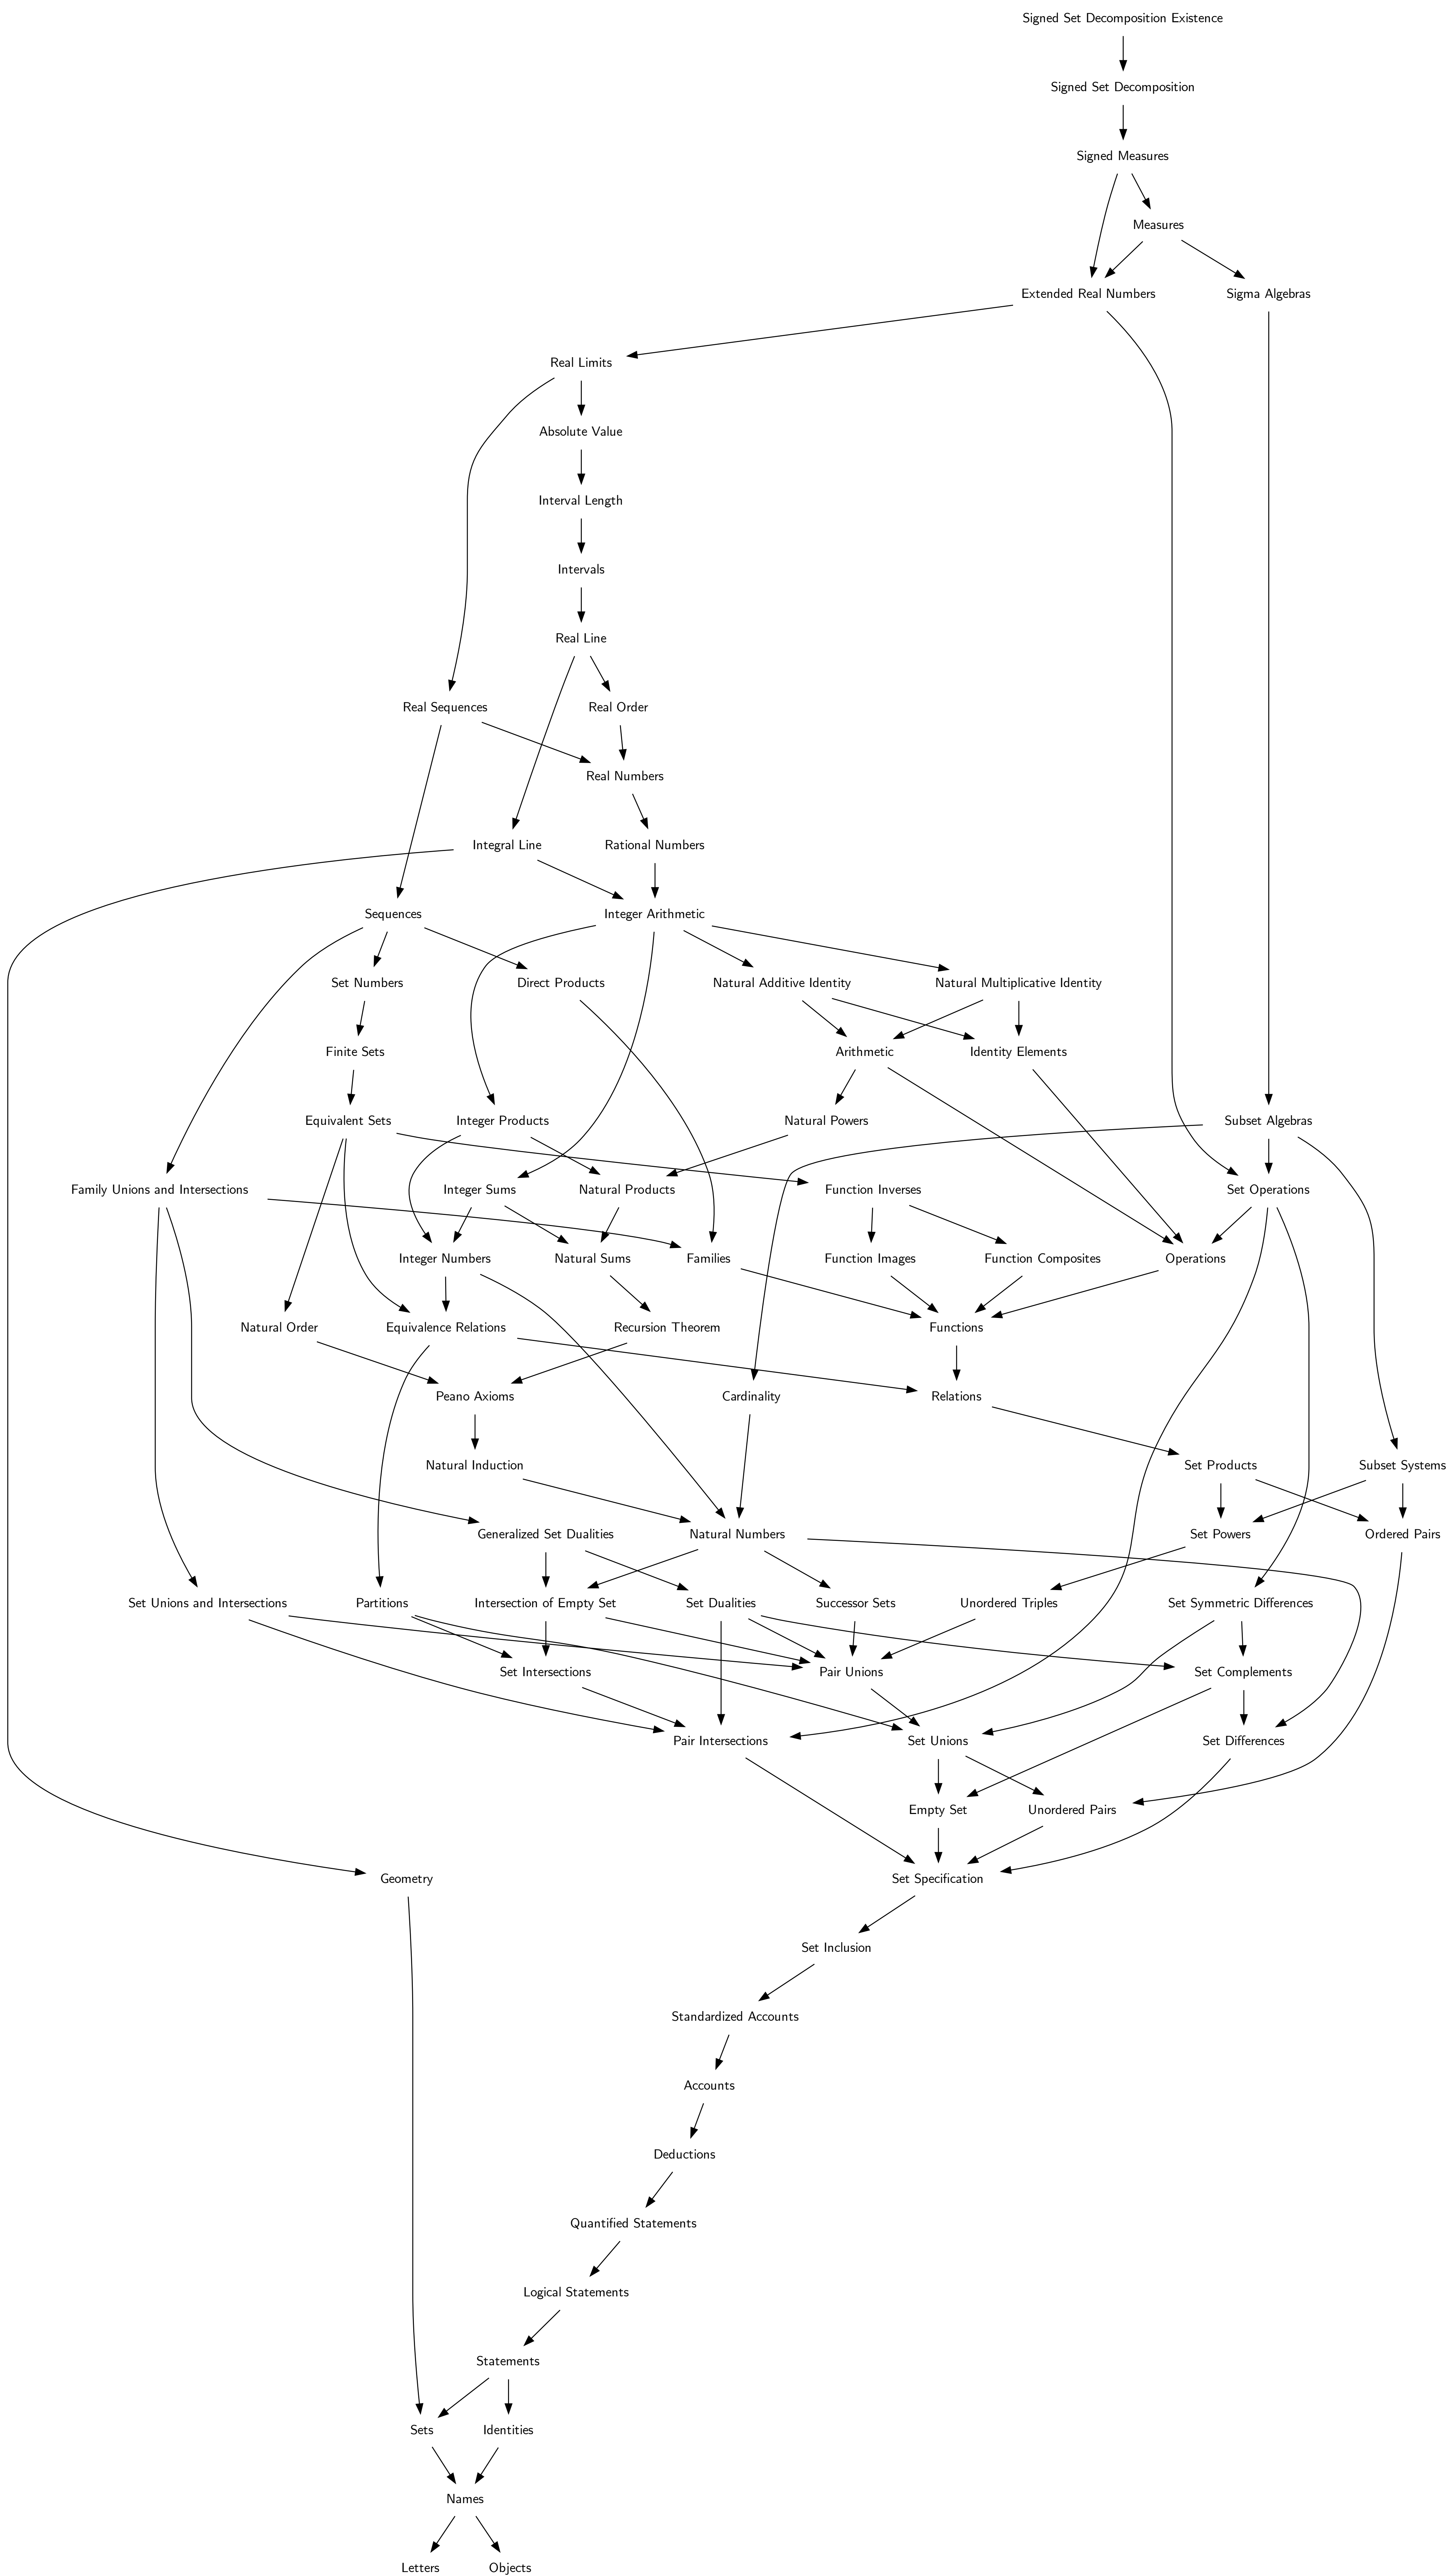 Signed Set Decomposition Existence
Signed Set Decomposition
Signed Measures
Measures
Extended Real Numbers
Sigma Algebras
Real Limits
Absolute Value
Interval Length
Intervals
Real Line
Real Sequences
Real Order
Real Numbers
Integral Line
Rational Numbers
Sequences
Integer Arithmetic
Set Numbers
Direct Products
Natural Additive Identity
Natural Multiplicative Identity
Finite Sets
Arithmetic
Identity Elements
Equivalent Sets
Integer Products
Natural Powers
Subset Algebras
Family Unions and Intersections
Integer Sums
Natural Products
Function Inverses
Set Operations
Integer Numbers
Natural Sums
Families
Function Images
Function Composites
Operations
Natural Order
Equivalence Relations
Recursion Theorem
Functions
Peano Axioms
Cardinality
Relations
Natural Induction
Set Products
Subset Systems
Generalized Set Dualities
Natural Numbers
Set Powers
Ordered Pairs
Set Unions and Intersections
Partitions
Intersection of Empty Set
Set Dualities
Successor Sets
Unordered Triples
Set Symmetric Differences
Set Intersections
Pair Unions
Set Complements
Pair Intersections
Set Unions
Set Differences
Empty Set
Unordered Pairs
Geometry
Set Specification
Set Inclusion
Standardized Accounts
Accounts
Deductions
Quantified Statements
Logical Statements
Statements
Sets
Identities
Names
Letters
Objects